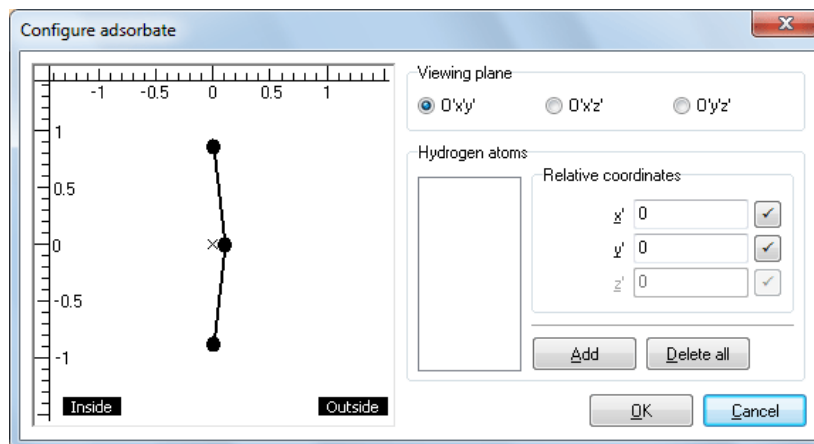 Configure adsorbate
-1 -0.5 0 0.5 1
1
0.5
0
-0.5
-1
Inside Outside
Viewing plane
O'x'y' O'x'z' O'y'z'
Hydrogen atoms
Relative coordinates
x' 0
y' 0
z' 0
Add Delete all
OK Cancel